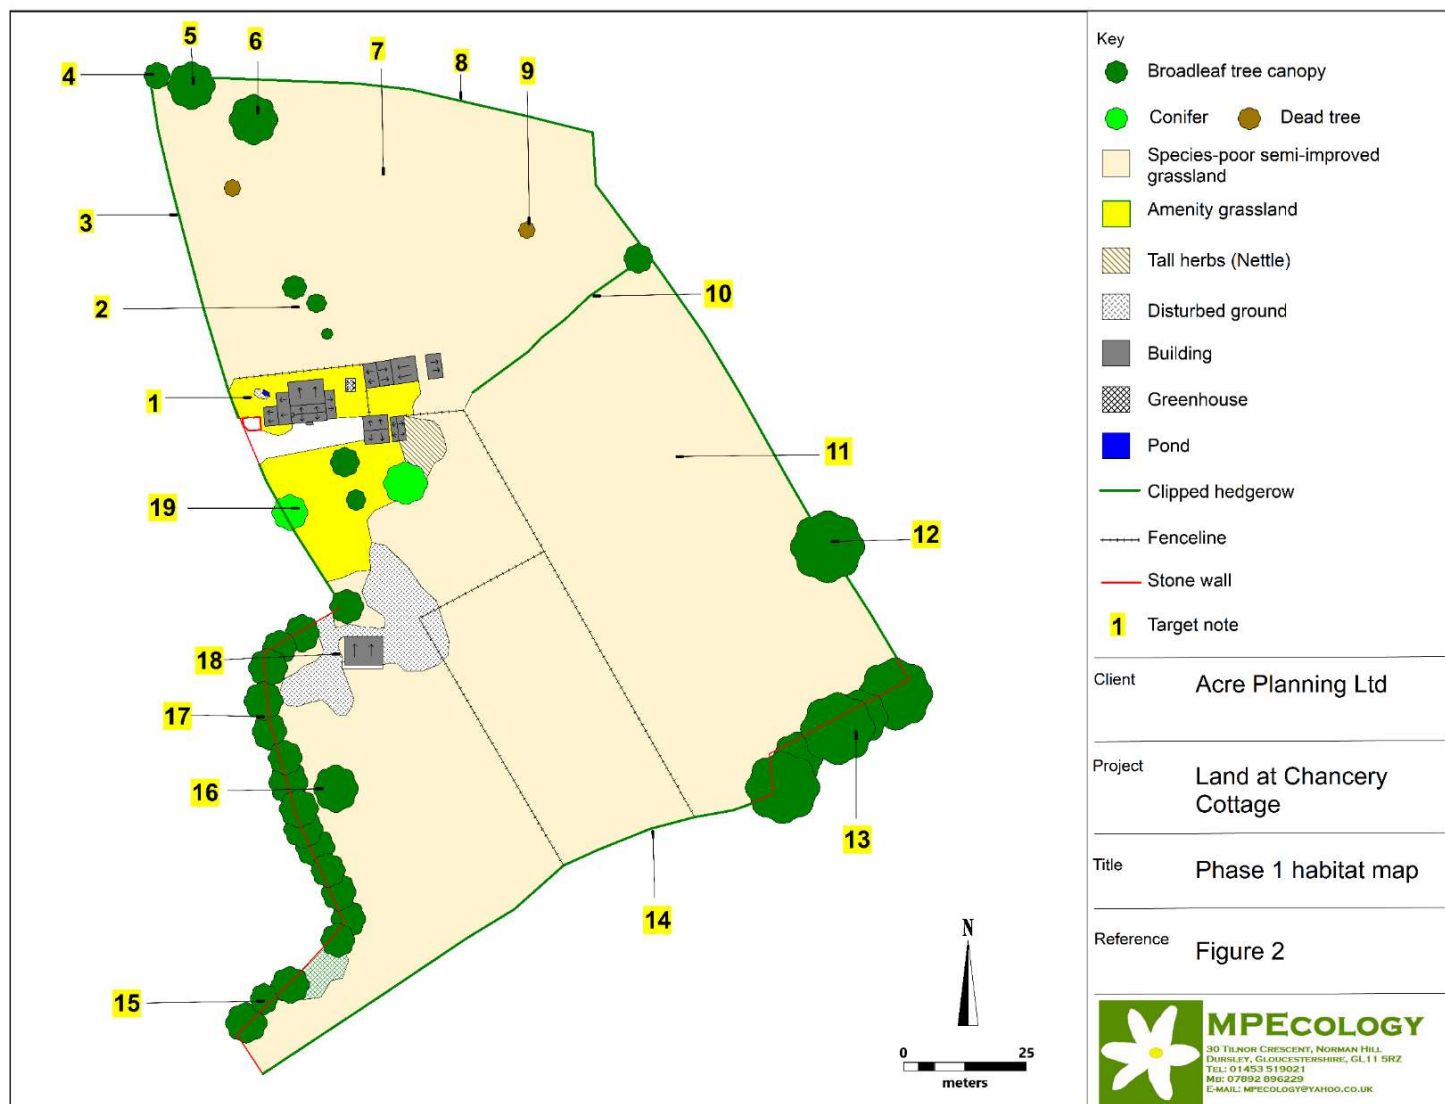 5
6
7
8
9
4
3
2
10
1
11
19
12
18
17
16
13
14
15
N
0 25
meters
Key
Broadleaf tree canopy
Conifer Dead tree
Species-poor semi-improved
grassland
Amenity grassland
Tall herbs (Nettle)
Disturbed ground
Building
Greenhouse
Pond
Clipped hedgerow
Fenceline
Stone wall
1 Target note
Client Acre Planning Ltd
Project Land at Chancery
Cottage
Title Phase 1 habitat map
Reference Figure 2
MPECOLOGY
30 TILNOR CRESCENT, NORMAN HILL
DURSLEY, GLOUCESTERSHIRE, GL11 5RZ
TEL: 01453 519021
MB: 07892 896229
E-MAIL: MPECOLOGY@YAHOO.CO.UK